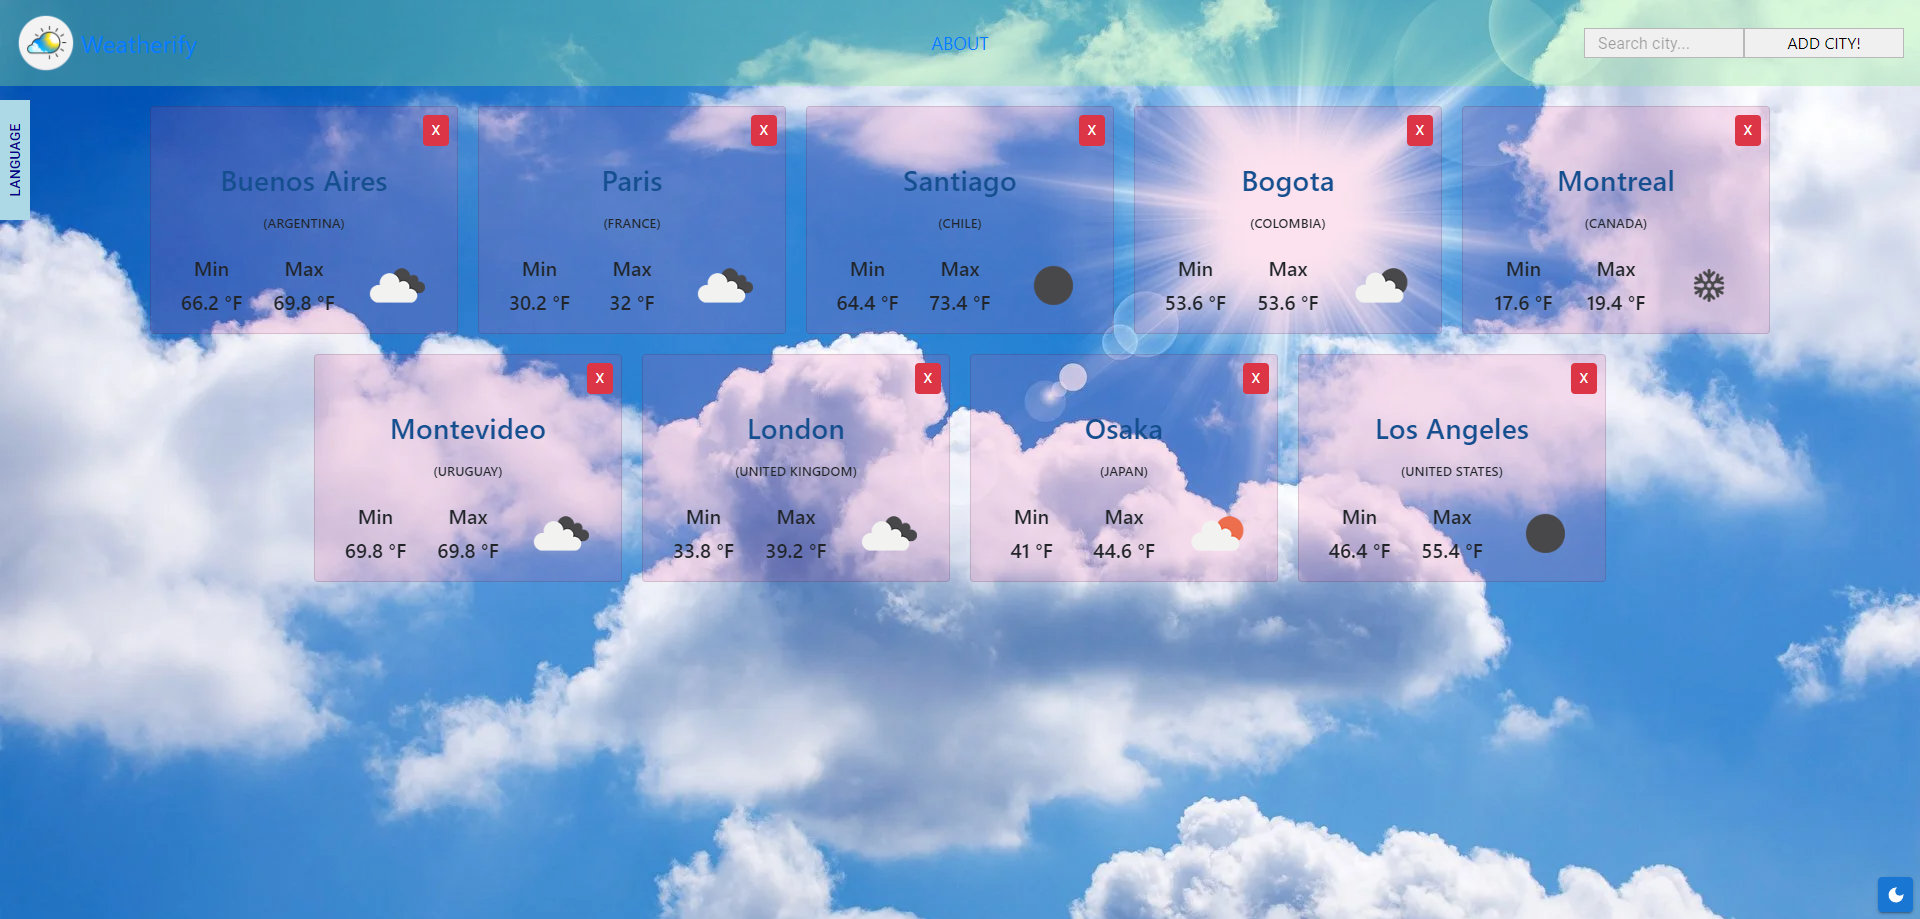 Weatherify
ABOUT
Search city...
ADD CITY!
LANGUAGE
X
Buenos Aires
(ARGENTINA)
Min Max
66.2 °F 69.8 °F
X
Paris
(FRANCE)
Min Max
30.2 °F 32 °F
X
Santiago
(CHILE)
Min Max
64.4 °F 73.4 °F
X
Bogota
(COLOMBIA)
Min Max
53.6 °F 53.6 °F
X
Montreal
(CANADA)
Min Max
17.6 °F 19.4 °F
X
Montevideo
(URUGUAY)
Min Max
69.8 °F 69.8 °F
X
London
(UNITED KINGDOM)
Min Max
33.8 °F 39.2 °F
X
Osaka
(JAPAN)
Min Max
41 °F 44.6 °F
X
Los Angeles
(UNITED STATES)
Min Max
46.4 °F 55.4 °F